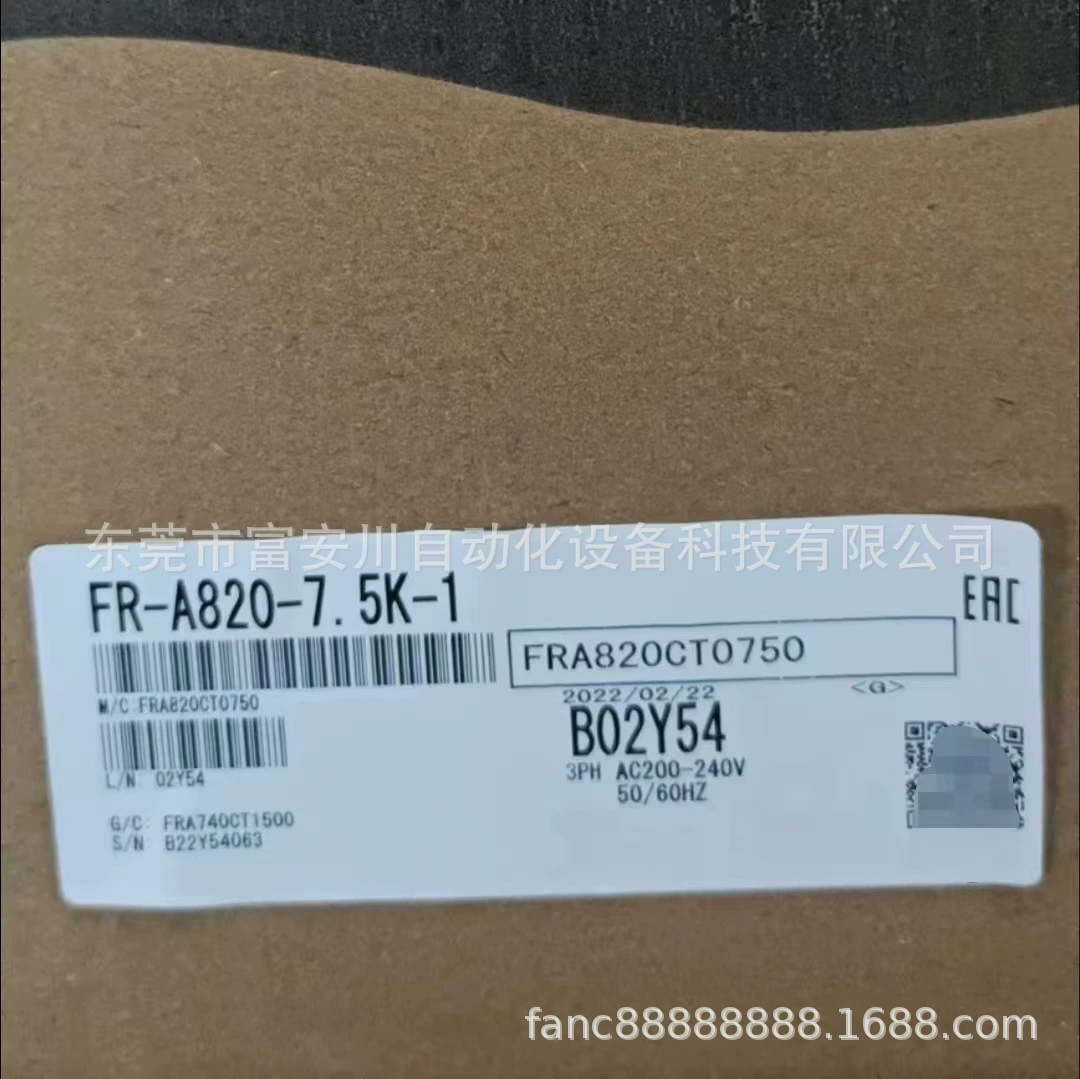 东莞市富安川自动化设备科技有限公司
FR-A820-7.5K-1
EAC
FRA820CT0750
M/C:FRA820CT0750
2022/02/22
<G>
B02Y54
L/N: 02Y54
3PH AC200-240V
50/60HZ
G/C: FRA740CT1500
S/N: B22Y54063
fanc88888888.1688.com